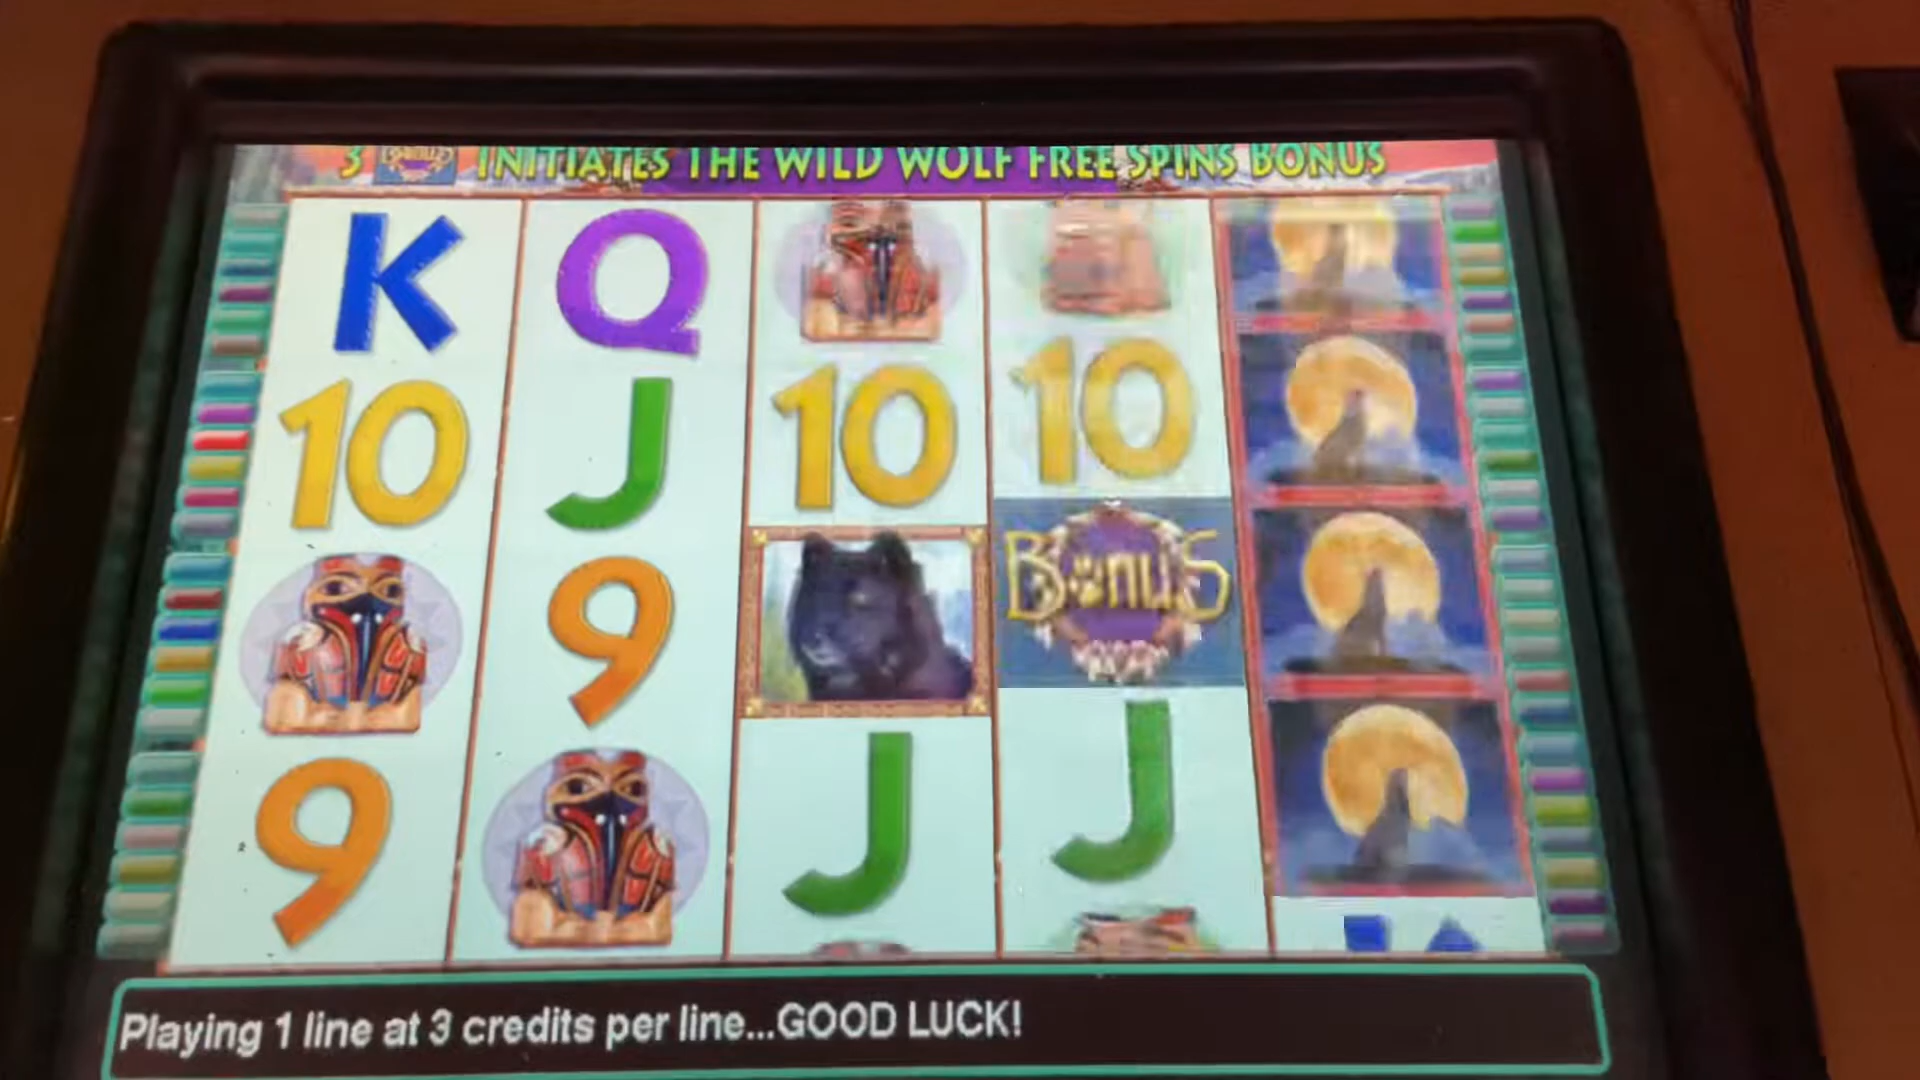 3 BONUS INITIATES THE WILD WOLF FREE SPINS BONUS
K Q
10 J 10 10
9 BONUS
9 J J
Playing 1 line at 3 credits per line...GOOD LUCK!